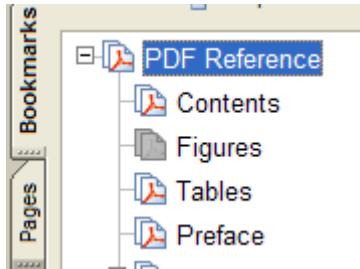 Bookmarks
PDF Reference
Contents
Figures
Tables
Pages
Preface